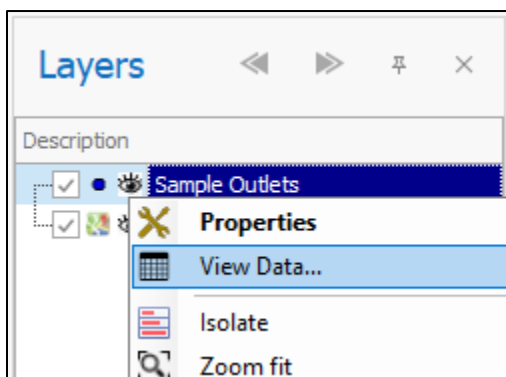 Layers
Description
Sample Outlets
Properties
View Data...
Isolate
Zoom fit